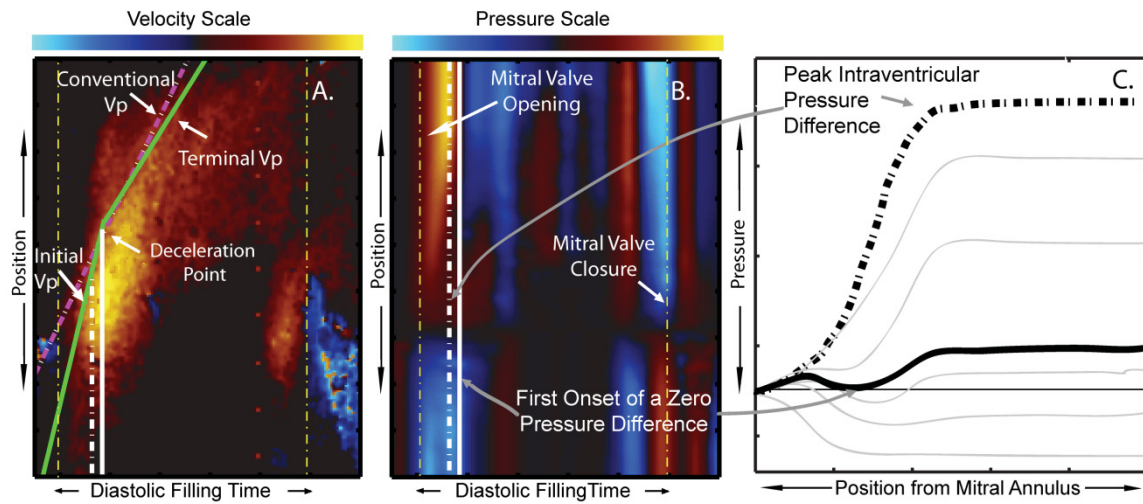 Velocity Scale
Pressure Scale
Conventional
Vp
A.
Terminal Vp
Initial
Vp
Deceleration
Point
Position
Diastolic Filling Time
Mitral Valve
Opening
B.
Mitral Valve
Closure
Position
First Onset of a Zero
Pressure Difference
Diastolic FillingTime
Peak Intraventricular
Pressure
Difference
C.
Pressure
Position from Mitral Annulus